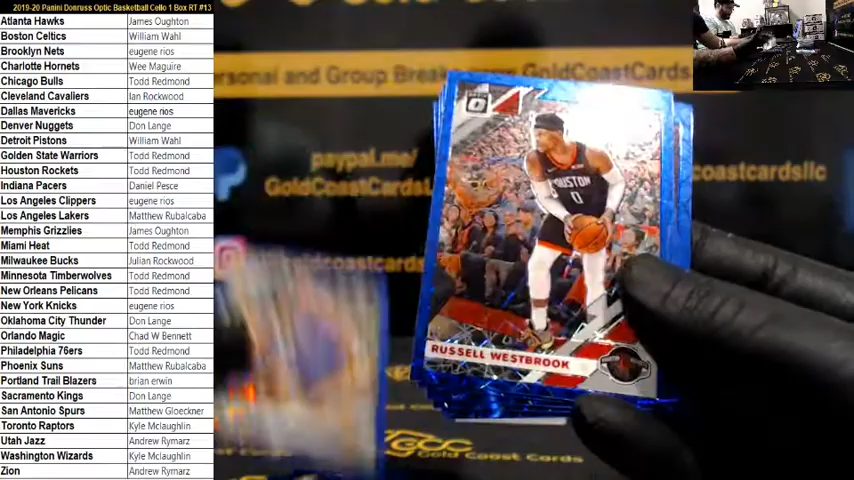 2019-20 Panini Donruss Optic Basketball Cello 1 Box RT #13
Atlanta Hawks James Oughton
Boston Celtics William Wahl
Brooklyn Nets eugene rios
Charlotte Hornets Wee Maguire
Chicago Bulls Todd Redmond
Cleveland Cavaliers Ian Rockwood
Dallas Mavericks eugene rios
Denver Nuggets Don Lange
Detroit Pistons William Wahl
Golden State Warriors Todd Redmond
Houston Rockets Todd Redmond
Indiana Pacers Daniel Pesce
Los Angeles Clippers eugene rios
Los Angeles Lakers Matthew Rubalcaba
Memphis Grizzlies James Oughton
Miami Heat Todd Redmond
Milwaukee Bucks Julian Rockwood
Minnesota Timberwolves Todd Redmond
New Orleans Pelicans Todd Redmond
New York Knicks eugene rios
Oklahoma City Thunder Don Lange
Orlando Magic Chad W Bennett
Philadelphia 76ers Todd Redmond
Phoenix Suns Matthew Rubalcaba
Portland Trail Blazers brian erwin
Sacramento Kings Don Lange
San Antonio Spurs Matthew Gloeckner
Toronto Raptors Kyle Mclaughlin
Utah Jazz Andrew Rymarz
Washington Wizards Kyle Mclaughlin
Zion Andrew Rymarz
ersonal and Group Breaks GoldCoastCards
paypal.me/
GoldCoastCards
oastcardsllc
goldcoastcards
HOUSTON
0
RUSSELL WESTBROOK
GCC
Gold Coast Cards